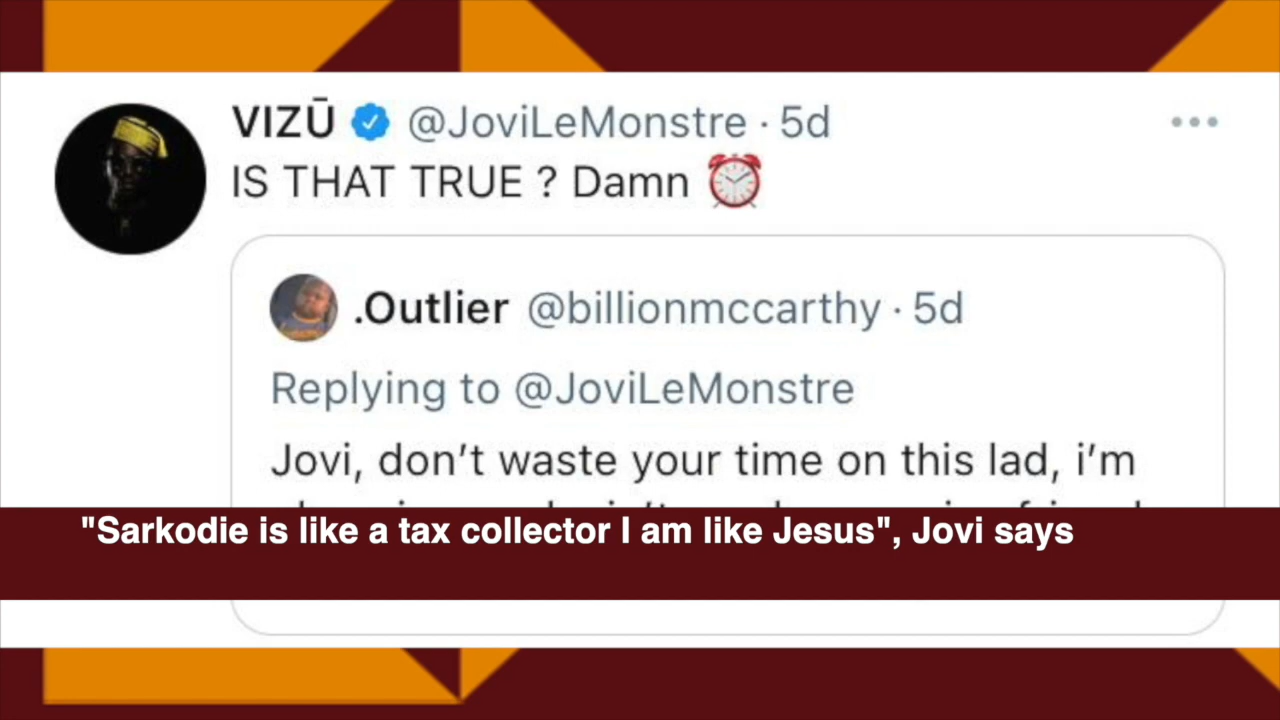 VIZŪ @JoviLeMonstre · 5d
IS THAT TRUE ? Damn ⏰
.Outlier @billionmccarthy · 5d
Replying to @JoviLeMonstre
Jovi, don’t waste your time on this lad, i’m
"Sarkodie is like a tax collector I am like Jesus", Jovi says